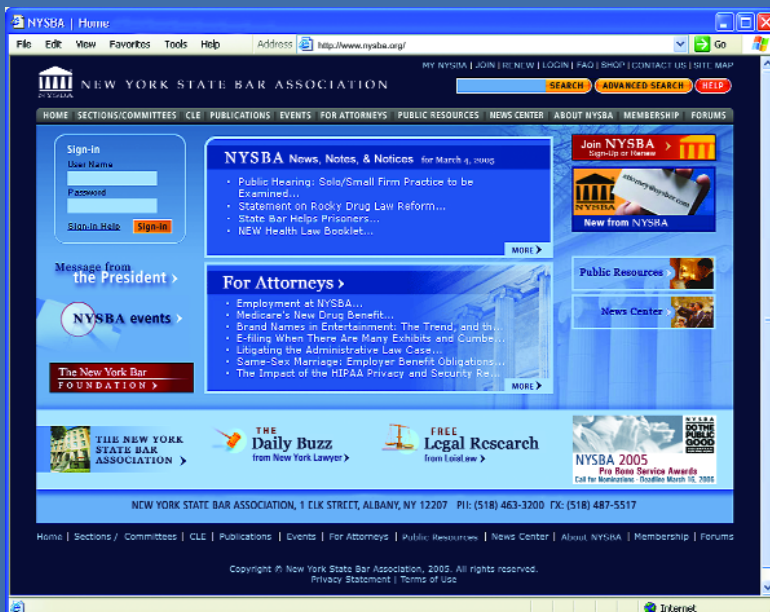 NYSBA | Home
File Edit View Favorites Tools Help Address http://www.nysba.org/ Go
MY NYSBA | JOIN | RENEW | LOGIN | FAQ | SHOP | CONTACT US | SITE MAP
NYSBA
NEW YORK STATE BAR ASSOCIATION
SEARCH ADVANCED SEARCH HELP
HOME SECTIONS/COMMITTEES CLE PUBLICATIONS EVENTS FOR ATTORNEYS PUBLIC RESOURCES NEWS CENTER ABOUT NYSBA MEMBERSHIP FORUMS
Sign-in
User Name
Password
Sign-in Help Sign-in
Message from
the President >
NYSBA events >
The New York Bar
FOUNDATION >
NYSBA News, Notes, & Notices for March 4, 2005
• Public Hearing: Solo/Small Firm Practice to be
Examined...
• Statement on Rocky Drug Law Reform...
• State Bar Helps Prisoners...
• NEW Health Law Booklet...
MORE >
For Attorneys >
• Employment at NYSBA...
• Medicare's New Drug Benefit...
• Brand Names in Entertainment: The Trend, and th...
• E-filing When There Are Many Exhibits and Cumbe...
• Litigating the Administrative Law Case...
• Same-Sex Marriage: Employer Benefit Obligations...
• The Impact of the HIPAA Privacy and Security Re...
MORE >
Join NYSBA >
Sign-Up or Renew
NYSBA
attorney@nysbar.com
New from NYSBA
Public Resources >
News Center >
THE NEW YORK
STATE BAR
ASSOCIATION >
THE
Daily Buzz
from New York Lawyer >
FREE
Legal Research
from Loislaw >
NYSBA
DO THE
PUBLIC
GOOD
NYSBA 2005
Pro Bono Service Awards
Call for Nominations - Deadline March 16, 2005
NEW YORK STATE BAR ASSOCIATION, 1 ELK STREET, ALBANY, NY 12207 PH: (518) 463-3200 FX: (518) 487-5517
Home | Sections / Committees | CLE | Publications | Events | For Attorneys | Public Resources | News Center | About NYSBA | Membership | Forums
Copyright © New York State Bar Association, 2005. All rights reserved.
Privacy Statement | Terms of Use
Internet